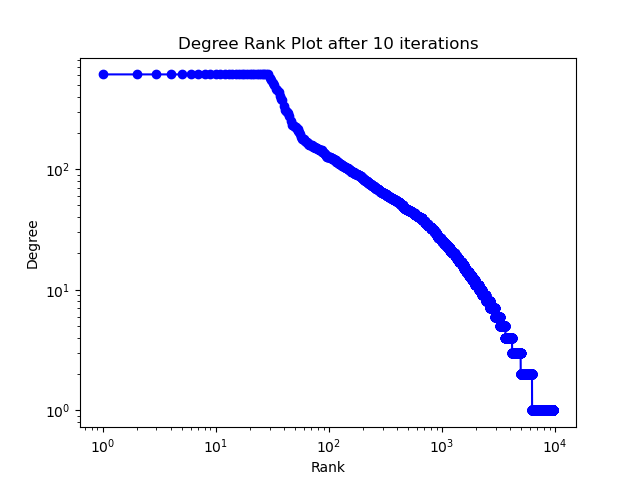 Degree Rank Plot after 10 iterations
Degree
10²
10¹
10⁰
10⁰ 10¹ 10² 10³ 10⁴
Rank